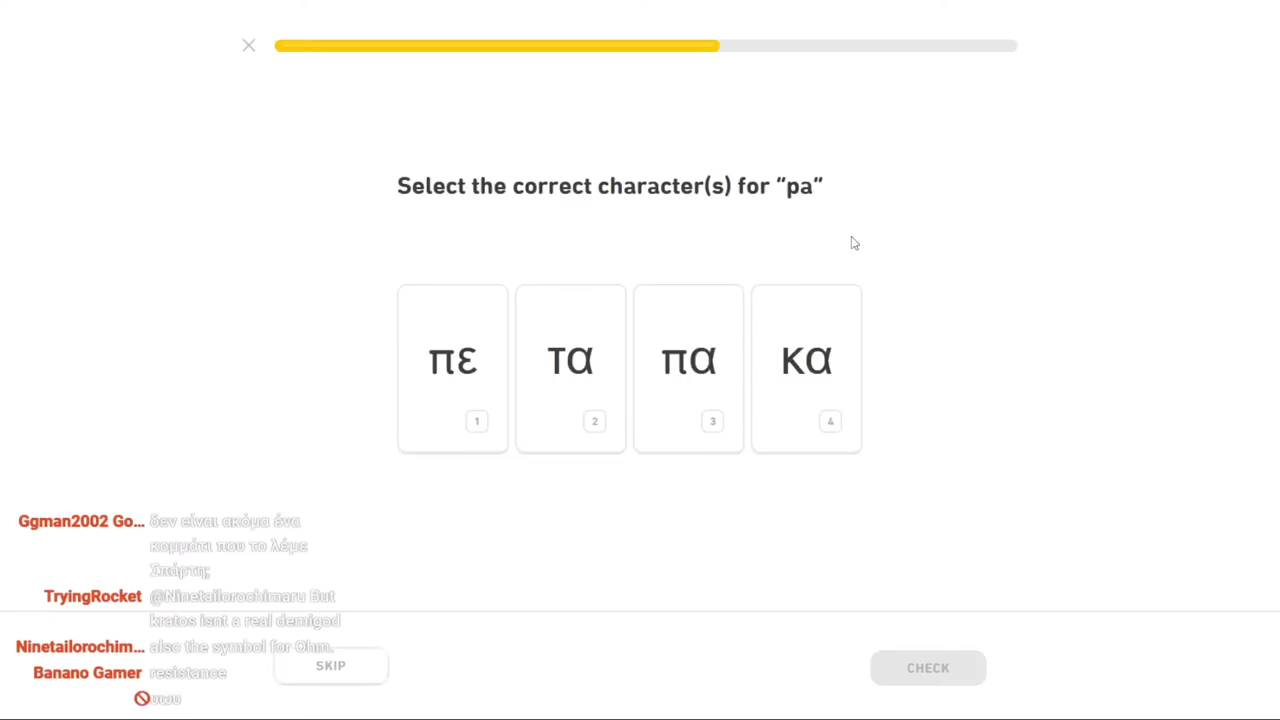 Select the correct character(s) for “pa”
πε
τα
πα
κα
1
2
3
4
Ggman2002 Go... δεν είναι ακόμα ένα
κομμάτι που το λέμε
Σπάρτη;
TryingRocket @Ninetailorochimaru But
kratos isnt a real demigod
Ninetailorochim... also the symbol for Ohm.
Banano Gamer resistance
υωυ
SKIP
CHECK